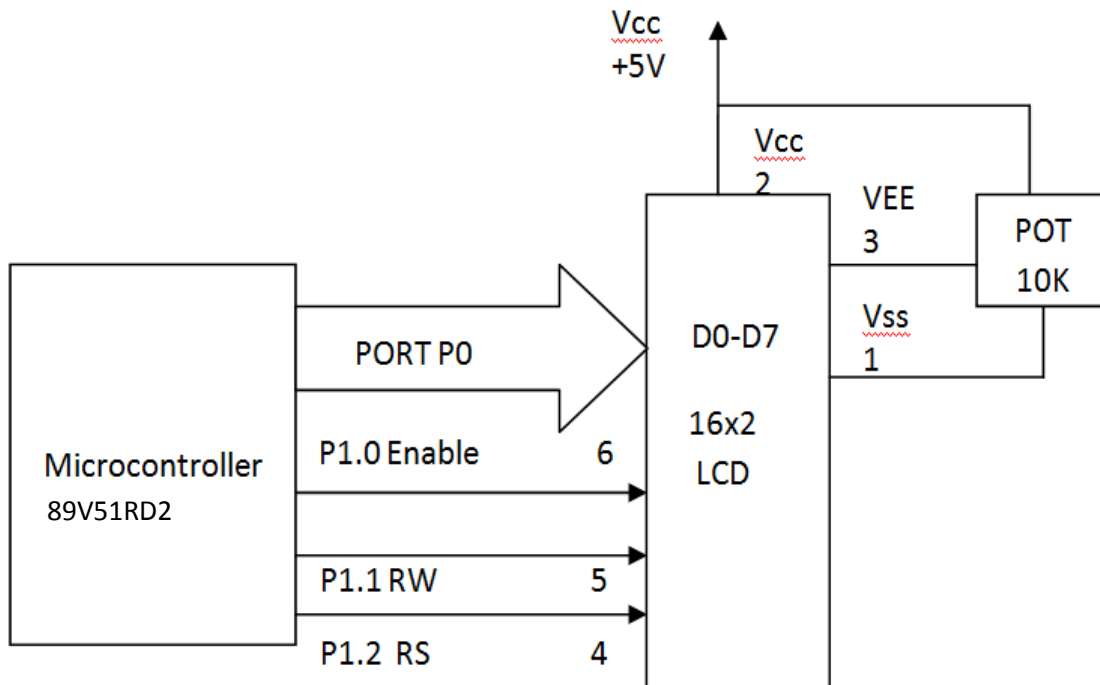 Vcc
+5V
Vcc
2
VEE
3
POT
10K
Vss
1
PORT P0
D0-D7
16x2
LCD
Microcontroller
89V51RD2
P1.0 Enable 6
P1.1 RW 5
P1.2 RS 4